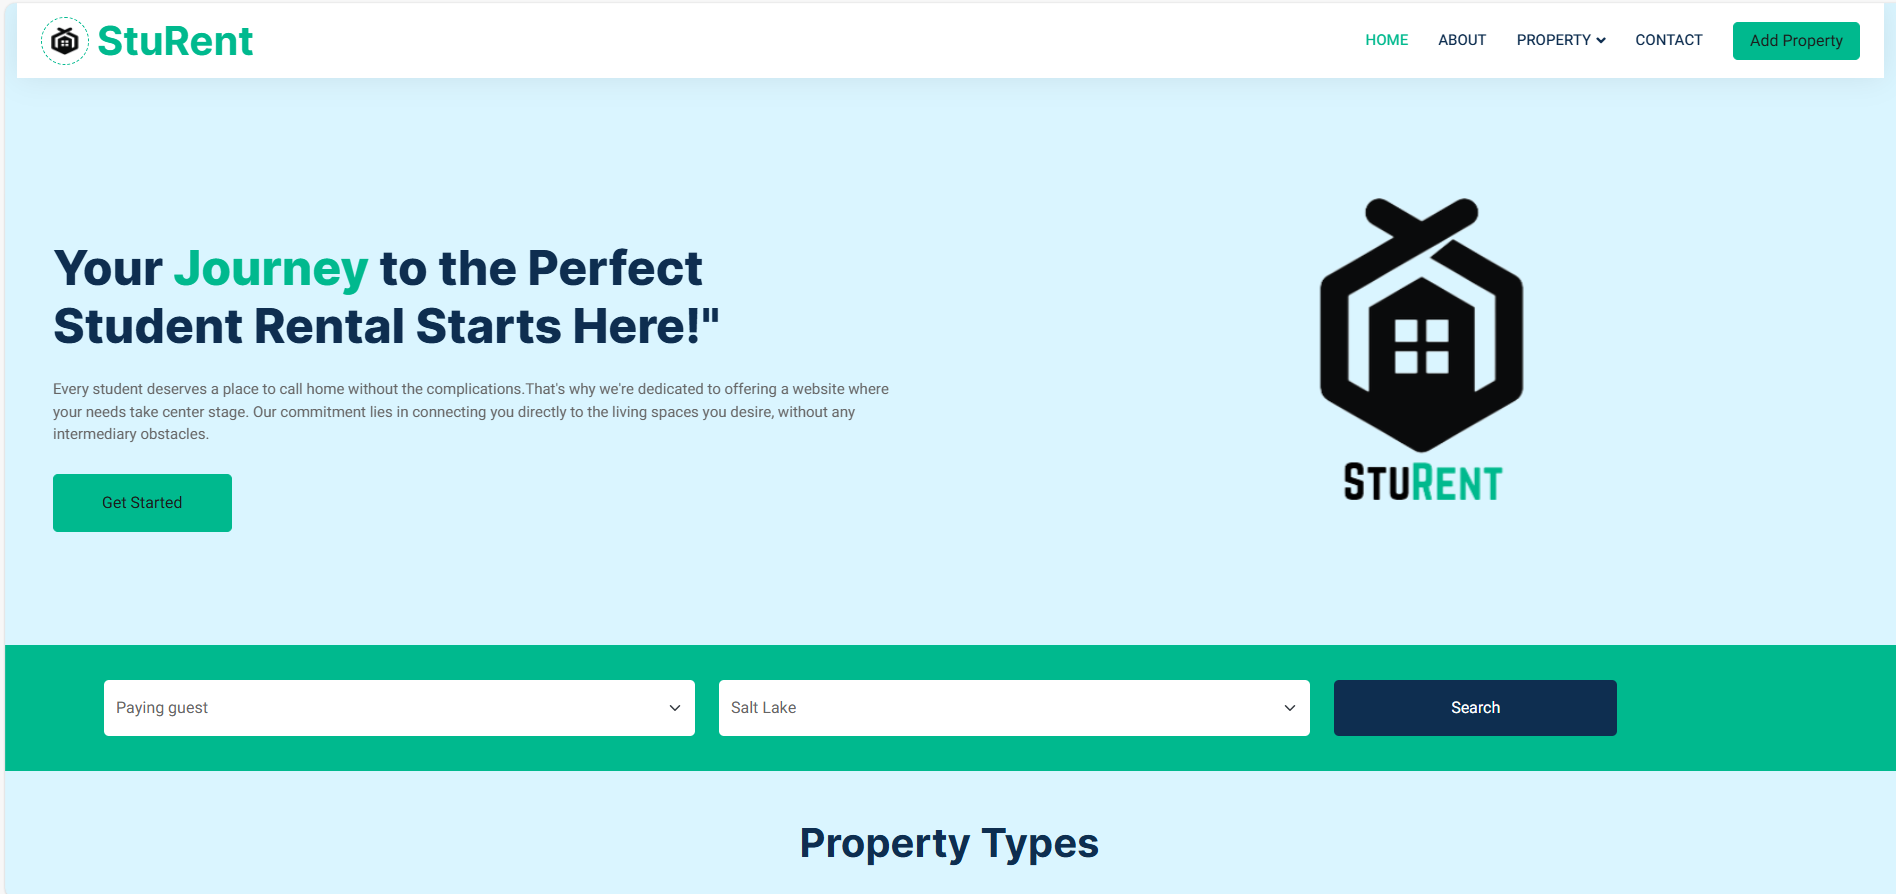 StuRent
HOME ABOUT PROPERTY CONTACT Add Property
Your Journey to the Perfect
Student Rental Starts Here!"
Every student deserves a place to call home without the complications.That's why we're dedicated to offering a website where
your needs take center stage. Our commitment lies in connecting you directly to the living spaces you desire, without any
intermediary obstacles.
Get Started
STURENT
Paying guest
Salt Lake
Search
Property Types